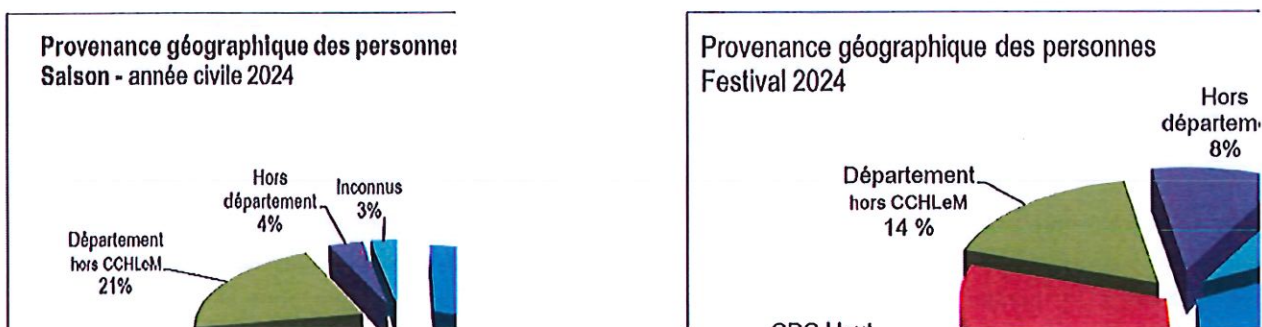 Provenance géographique des personnes
Saison - année civile 2024
Hors
département
4%
Inconnus
3%
Département
hors CCHLeM
21%
Provenance géographique des personnes
Festival 2024
Hors
départem
8%
Département
hors CCHLeM
14 %